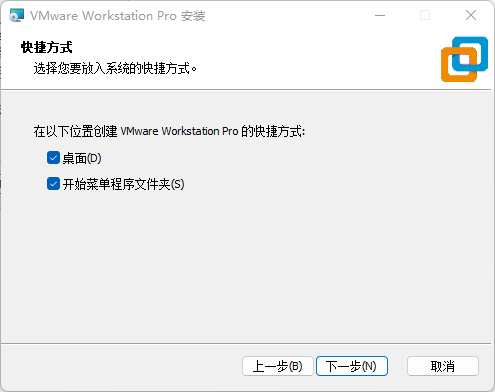 VMware Workstation Pro 安装
快捷方式
选择您要放入系统的快捷方式。
在以下位置创建 VMware Workstation Pro 的快捷方式:
桌面(D)
开始菜单程序文件夹(S)
上一步(B)
下一步(N)
取消